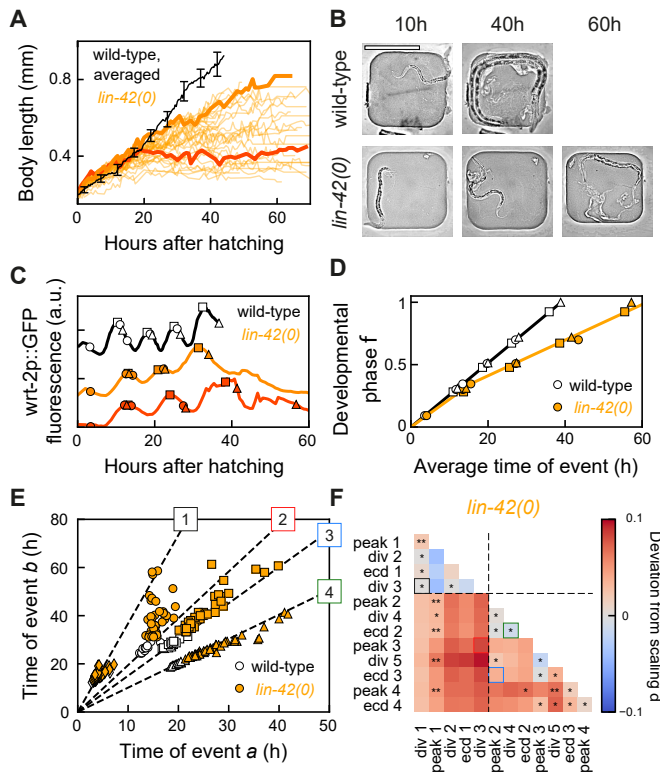 A
Body length (mm)
0.8
0.4
wild-type,
averaged
lin-42(0)
0
20
40
60
Hours after hatching
B
10h
40h
60h
wild-type
lin-42(0)
C
wrt-2p::GFP
fluorescence (a.u.)
wild-type
lin-42(0)
0
20
40
60
Hours after hatching
D
Developmental
phase f
1
0.5
0
wild-type
lin-42(0)
0
20
40
60
Average time of event (h)
E
Time of event b (h)
80
60
40
20
0
1
2
3
4
wild-type
lin-42(0)
0
10
20
30
40
50
Time of event a (h)
F
lin-42(0)
peak 1
div 2
ecd 1
div 3
peak 2
div 4
ecd 2
peak 3
div 5
ecd 3
peak 4
ecd 4
div 1
peak 1
div 2
ecd 1
div 3
peak 2
div 4
ecd 2
peak 3
div 5
ecd 3
peak 4
0.1
0
−0.1
Deviation from scaling d